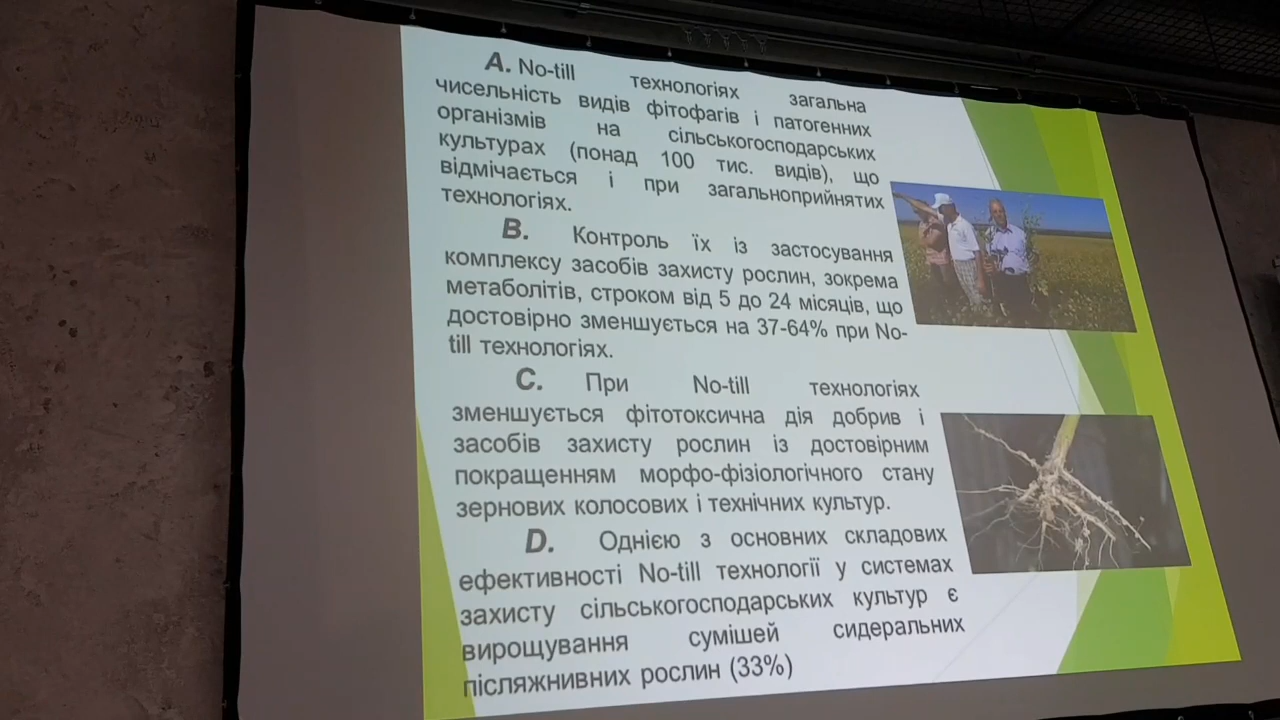 A. No-till технологіях загальна
чисельність видів фітофагів і патогенних
організмів на сільськогосподарських
культурах (понад 100 тис. видів), що
відмічається і при загальноприйнятих
технологіях.
B. Контроль їх із застосування
комплексу засобів захисту рослин, зокрема
метаболітів, строком від 5 до 24 місяців, що
достовірно зменшується на 37-64% при No-
till технологіях.
C. При No-till технологіях
зменшується фітотоксична дія добрив і
засобів захисту рослин із достовірним
покращенням морфо-фізіологічного стану
зернових колосових і технічних культур.
D. Однією з основних складових
ефективності No-till технології у системах
захисту сільськогосподарських культур є
вирощування сумішей сидеральних
післяжнивних рослин (33%)